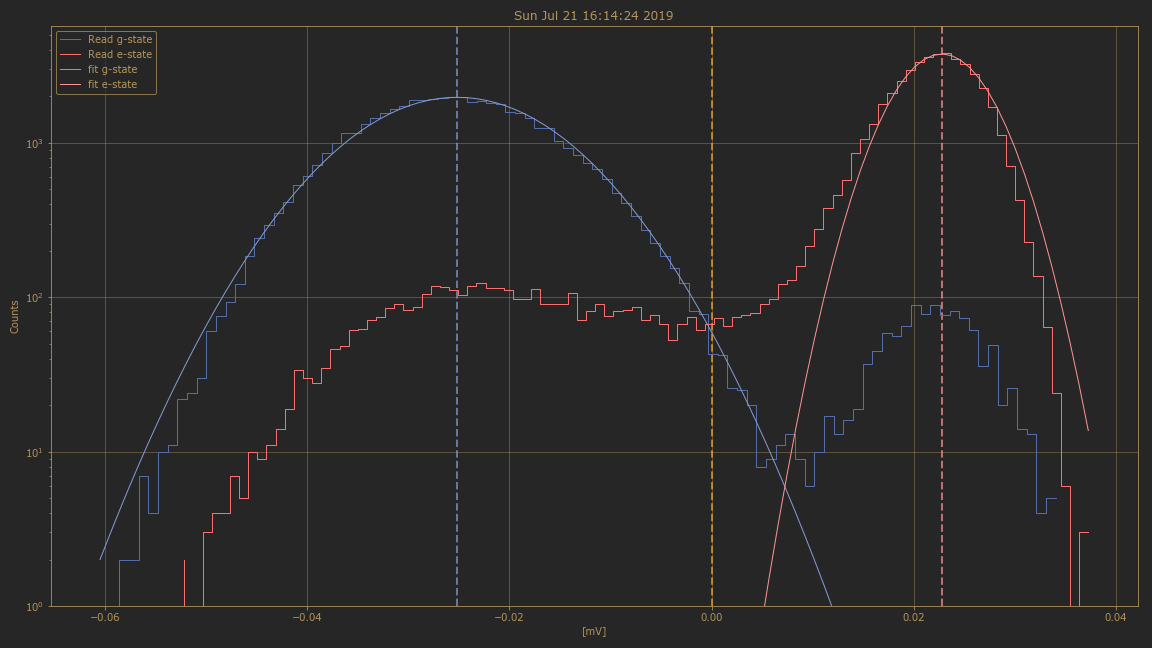 Sun Jul 21 16:14:24 2019
Read g-state
Read e-state
fit g-state
fit e-state
Counts
10³
10²
10¹
10⁰
−0.06 −0.04 −0.02 0.00 0.02 0.04
[mV]